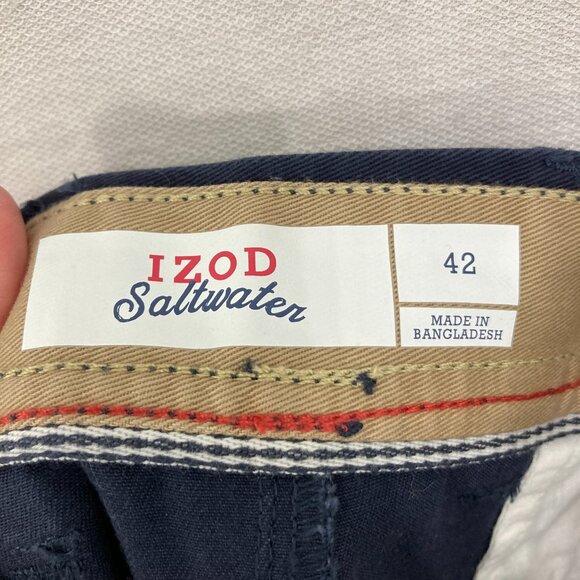 IZOD
Saltwater
42
MADE IN
BANGLADESH